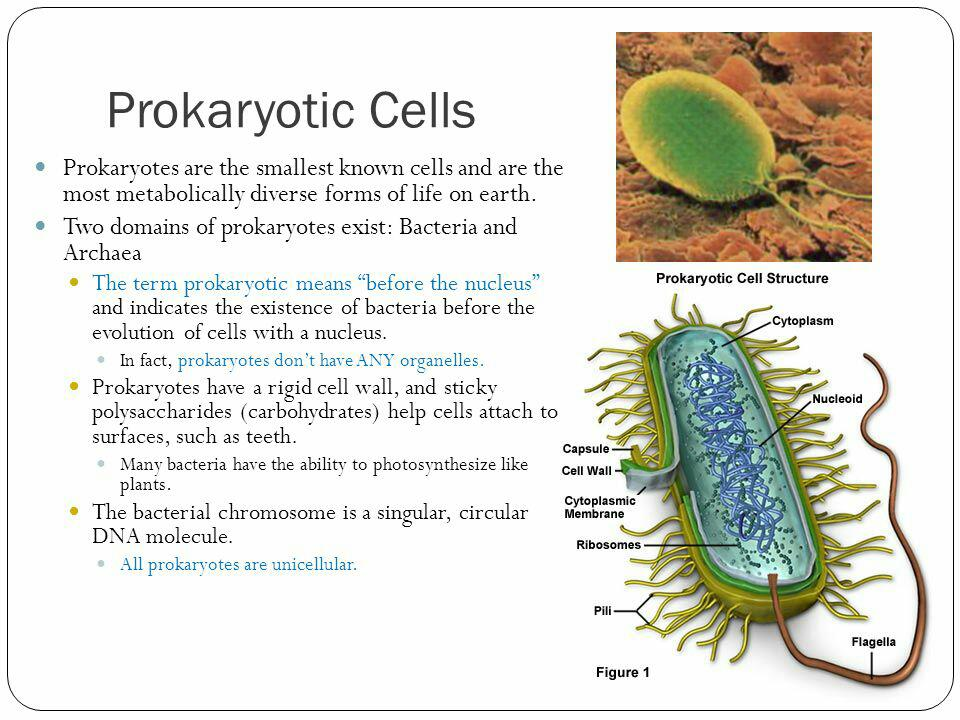 Prokaryotic Cells
Prokaryotes are the smallest known cells and are the
most metabolically diverse forms of life on earth.
Two domains of prokaryotes exist: Bacteria and
Archaea
The term prokaryotic means “before the nucleus”
and indicates the existence of bacteria before the
evolution of cells with a nucleus.
In fact, prokaryotes don’t have ANY organelles.
Prokaryotes have a rigid cell wall, and sticky
polysaccharides (carbohydrates) help cells attach to
surfaces, such as teeth.
Many bacteria have the ability to photosynthesize like
plants.
The bacterial chromosome is a singular, circular
DNA molecule.
All prokaryotes are unicellular.
Prokaryotic Cell Structure
Cytoplasm
Nucleoid
Capsule
Cell Wall
Cytoplasmic
Membrane
Ribosomes
Pili
Flagella
Figure 1